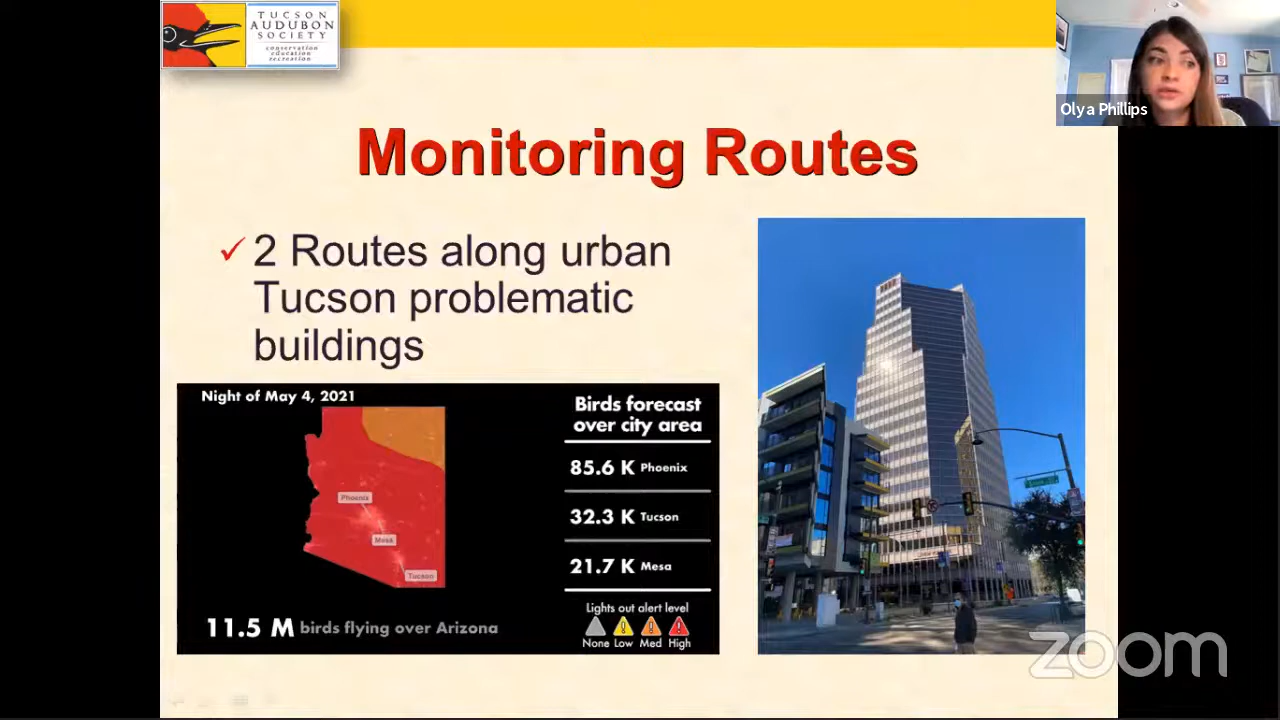 TUCSON
AUDUBON
SOCIETY
conservation
education
recreation
Olya Phillips
Monitoring Routes
2 Routes along urban
Tucson problematic
buildings
Night of May 4, 2021
Phoenix
Mesa
Tucson
11.5 M birds flying over Arizona
Birds forecast
over city area
85.6 K Phoenix
32.3 K Tucson
21.7 K Mesa
Lights out alert level
None Low Med High
zoom